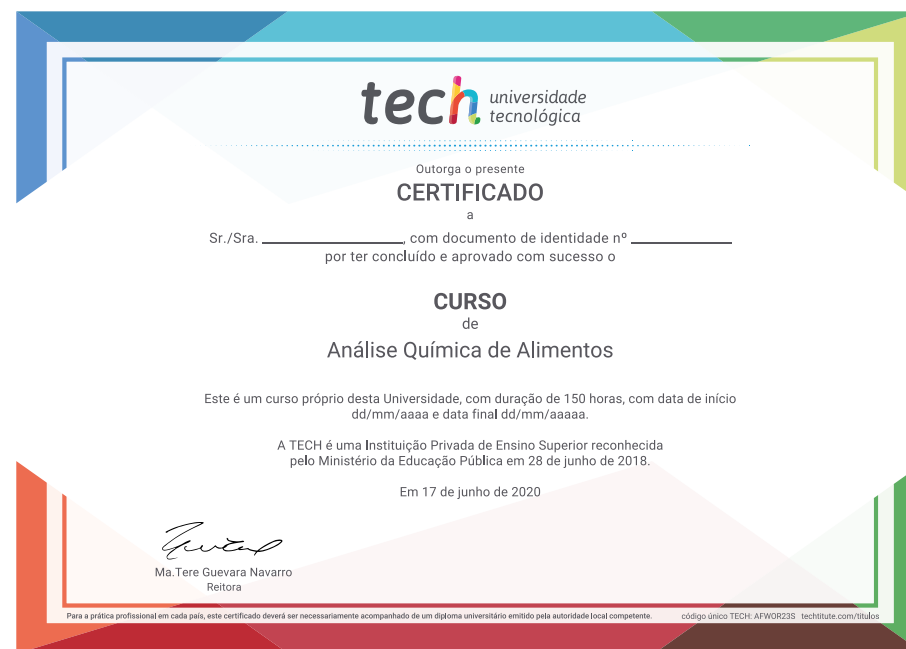 tech universidade
tecnológica
Outorga o presente
CERTIFICADO
a
Sr./Sra. ________________, com documento de identidade nº ____________
por ter concluído e aprovado com sucesso o
CURSO
de
Análise Química de Alimentos
Este é um curso próprio desta Universidade, com duração de 150 horas, com data de início
dd/mm/aaaa e data final dd/mm/aaaaa.
A TECH é uma Instituição Privada de Ensino Superior reconhecida
pelo Ministério da Educação Pública em 28 de junho de 2018.
Em 17 de junho de 2020
Ma.Tere Guevara Navarro
Reitora
Para a prática profissional em cada país, este certificado deverá ser necessariamente acompanhado de um diploma universitário emitido pela autoridade local competente. código único TECH: AFWOR23S techtitute.com/titulos